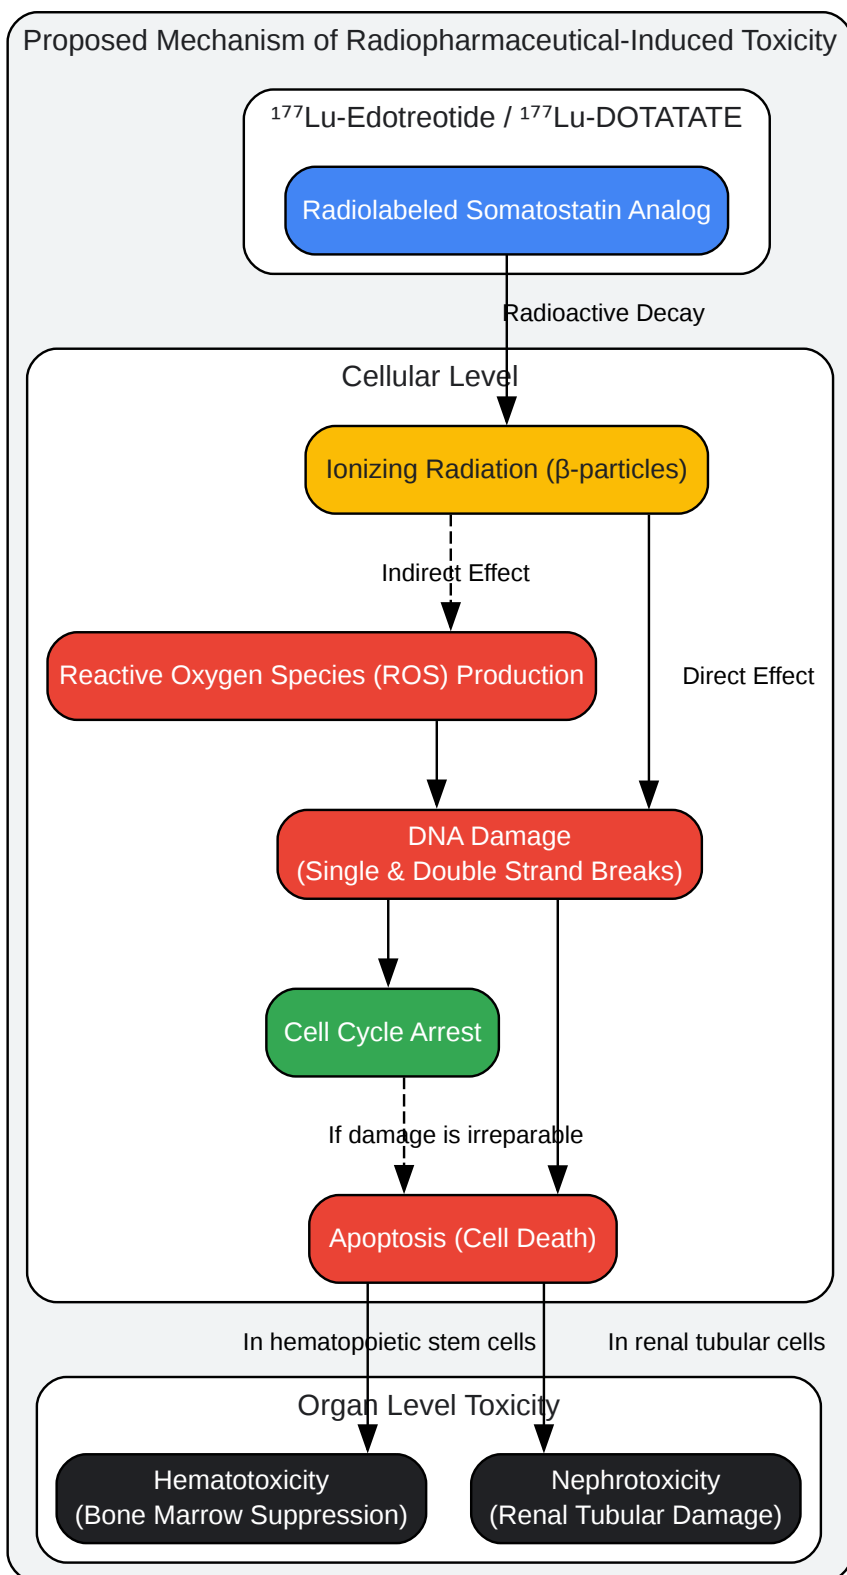 Proposed Mechanism of Radiopharmaceutical-Induced Toxicity
¹⁷⁷Lu-Edotreotide / ¹⁷⁷Lu-DOTATATE
Radiolabeled Somatostatin Analog
Radioactive Decay
Cellular Level
Ionizing Radiation (β-particles)
Indirect Effect
Reactive Oxygen Species (ROS) Production
Direct Effect
DNA Damage
(Single & Double Strand Breaks)
Cell Cycle Arrest
If damage is irreparable
Apoptosis (Cell Death)
In hematopoietic stem cells
In renal tubular cells
Organ Level Toxicity
Hematotoxicity
(Bone Marrow Suppression)
Nephrotoxicity
(Renal Tubular Damage)